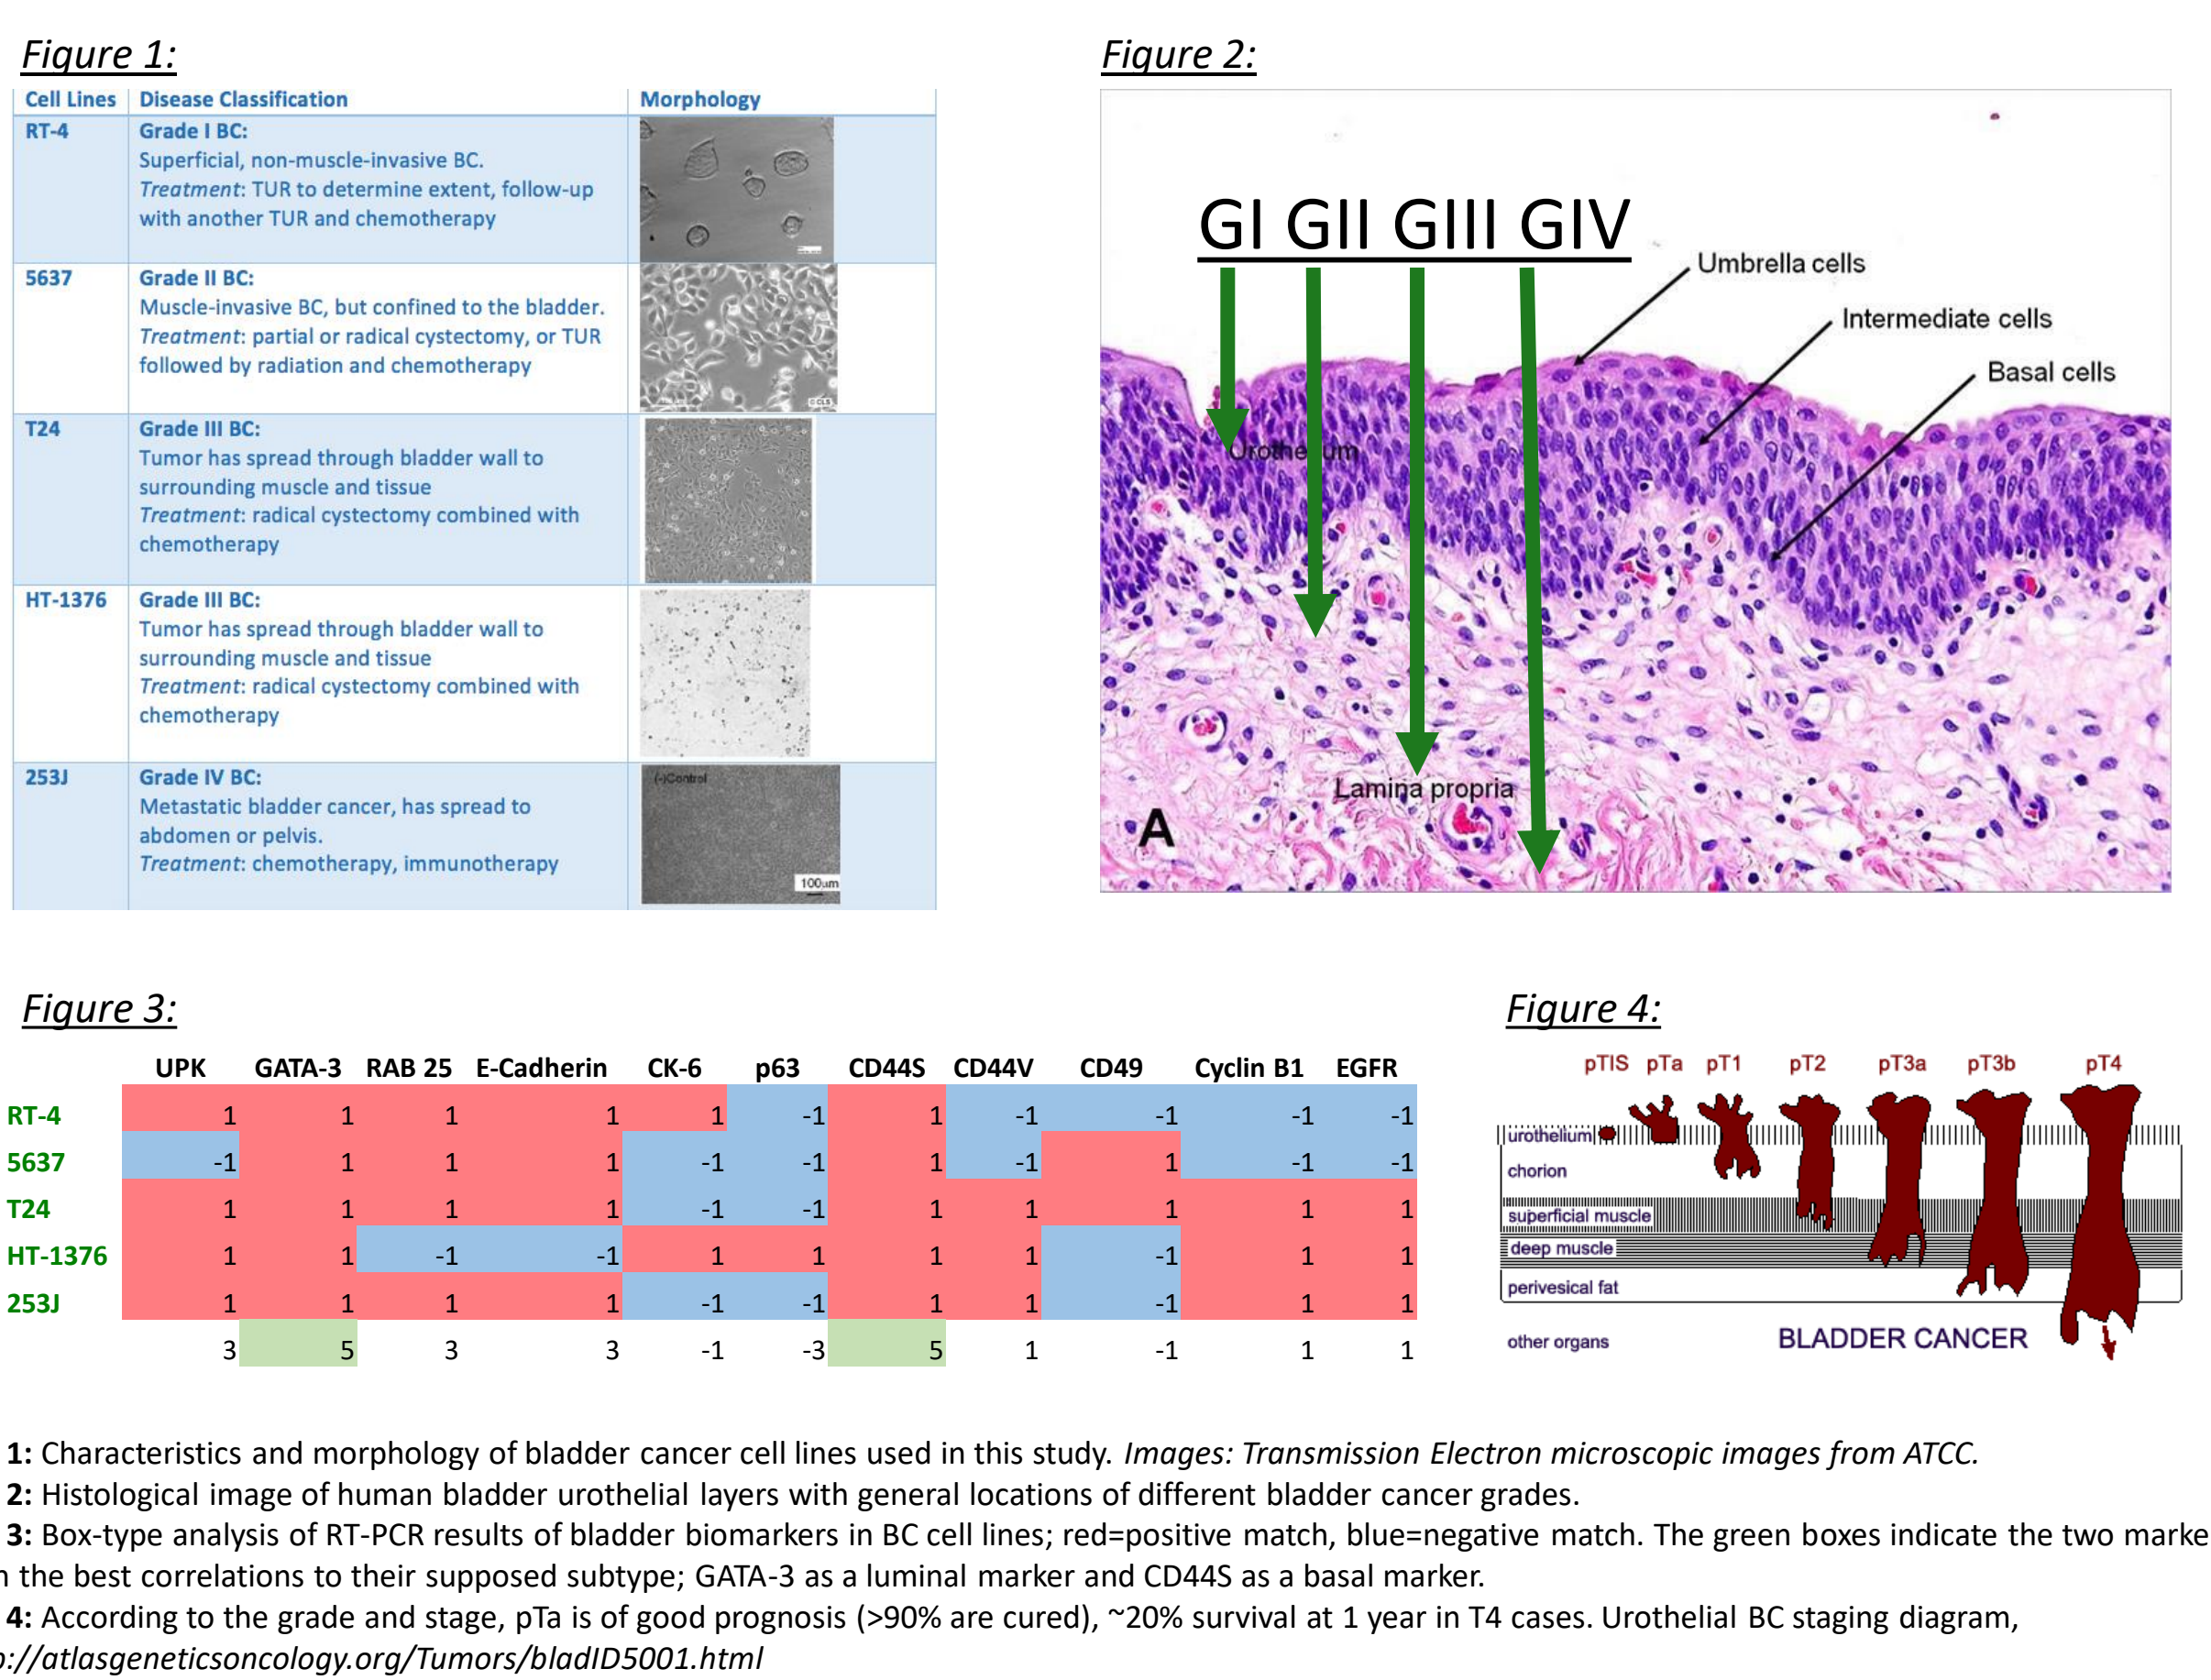 Figure 1:
Cell Lines Disease Classification Morphology
RT-4 Grade I BC:
Superficial, non-muscle-invasive BC.
Treatment: TUR to determine extent, follow-up
with another TUR and chemotherapy
5637 Grade II BC:
Muscle-invasive BC, but confined to the bladder.
Treatment: partial or radical cystectomy, or TUR
followed by radiation and chemotherapy
© CLS
T24 Grade III BC:
Tumor has spread through bladder wall to
surrounding muscle and tissue
Treatment: radical cystectomy combined with
chemotherapy
HT-1376 Grade III BC:
Tumor has spread through bladder wall to
surrounding muscle and tissue
Treatment: radical cystectomy combined with
chemotherapy
253J Grade IV BC:
Metastatic bladder cancer, has spread to
abdomen or pelvis.
Treatment: chemotherapy, immunotherapy
(-)Control
100µm
Figure 2:
GI GII GIII GIV
Umbrella cells
Intermediate cells
Basal cells
Urothelium
Lamina propria
A
Figure 3:
UPK GATA-3 RAB 25 E-Cadherin CK-6 p63 CD44S CD44V CD49 Cyclin B1 EGFR
RT-4 1 1 1 1 1 -1 1 -1 -1 -1 -1
5637 -1 1 1 1 -1 -1 1 -1 1 -1 -1
T24 1 1 1 1 -1 -1 1 1 1 1 1
HT-1376 1 1 -1 -1 1 1 1 1 -1 1 1
253J 1 1 1 1 -1 -1 1 1 -1 1 1
3 5 3 3 -1 -3 5 1 -1 1 1
Figure 4:
pTIS pTa pT1 pT2 pT3a pT3b pT4
urothelium
chorion
superficial muscle
deep muscle
perivesical fat
other organs BLADDER CANCER
1: Characteristics and morphology of bladder cancer cell lines used in this study. Images: Transmission Electron microscopic images from ATCC.
2: Histological image of human bladder urothelial layers with general locations of different bladder cancer grades.
3: Box-type analysis of RT-PCR results of bladder biomarkers in BC cell lines; red=positive match, blue=negative match. The green boxes indicate the two marke
the best correlations to their supposed subtype; GATA-3 as a luminal marker and CD44S as a basal marker.
4: According to the grade and stage, pTa is of good prognosis (>90% are cured), ~20% survival at 1 year in T4 cases. Urothelial BC staging diagram,
://atlasgeneticsoncology.org/Tumors/bladID5001.html